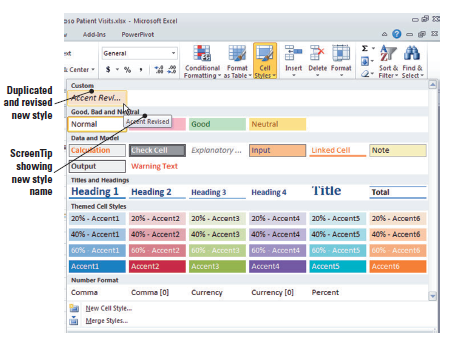 oso Patient Visits.xlsx - Microsoft Excel
w Add-Ins PowerPivot
ext General Conditional Formatting Format as Table Cell Styles Insert Delete Format Sort & Filter Find & Select
& Center $ % ,
Custom
Duplicated and revised new style
Accent Revi...
Good, Bad and Neutral
Normal Accent Revised Good Neutral
Data and Model
Calculation Check Cell Explanatory ... Input Linked Cell Note
ScreenTip showing new style name
Output Warning Text
Titles and Headings
Heading 1 Heading 2 Heading 3 Heading 4 Title Total
Themed Cell Styles
20% - Accent1 20% - Accent2 20% - Accent3 20% - Accent4 20% - Accent5 20% - Accent6
40% - Accent1 40% - Accent2 40% - Accent3 40% - Accent4 40% - Accent5 40% - Accent6
60% - Accent1 60% - Accent2 60% - Accent3 60% - Accent4 60% - Accent5 60% - Accent6
Accent1 Accent2 Accent3 Accent4 Accent5 Accent6
Number Format
Comma Comma [0] Currency Currency [0] Percent
New Cell Style...
Merge Styles...